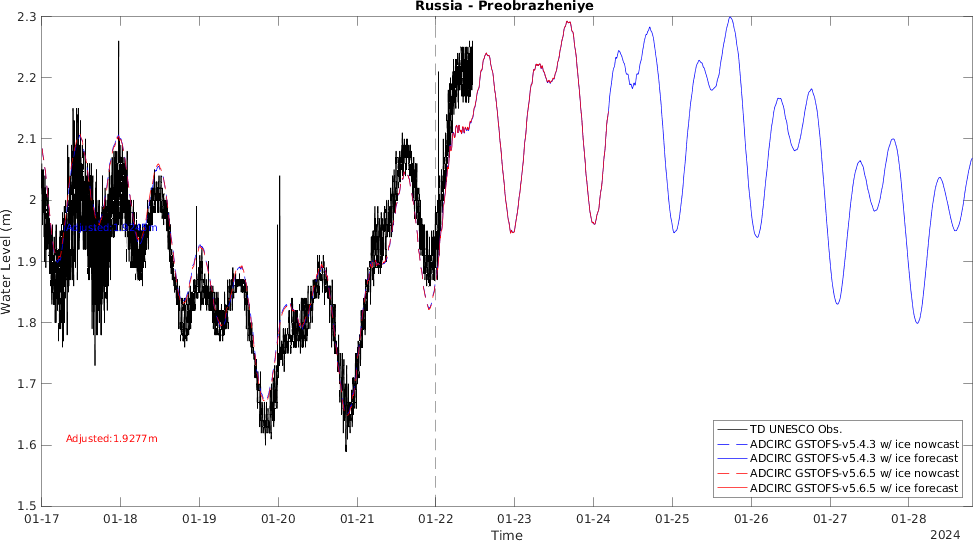 Russia - Preobrazheniye
Water Level (m)
2.3
2.2
2.1
2
1.9
1.8
1.7
1.6
1.5
Adjusted:1.9277m
TD UNESCO Obs.
ADCIRC GSTOFS-v5.4.3 w/ ice nowcast
ADCIRC GSTOFS-v5.4.3 w/ ice forecast
ADCIRC GSTOFS-v5.6.5 w/ ice nowcast
ADCIRC GSTOFS-v5.6.5 w/ ice forecast
01-17 01-18 01-19 01-20 01-21 01-22 01-23 01-24 01-25 01-26 01-27 01-28
Time
2024